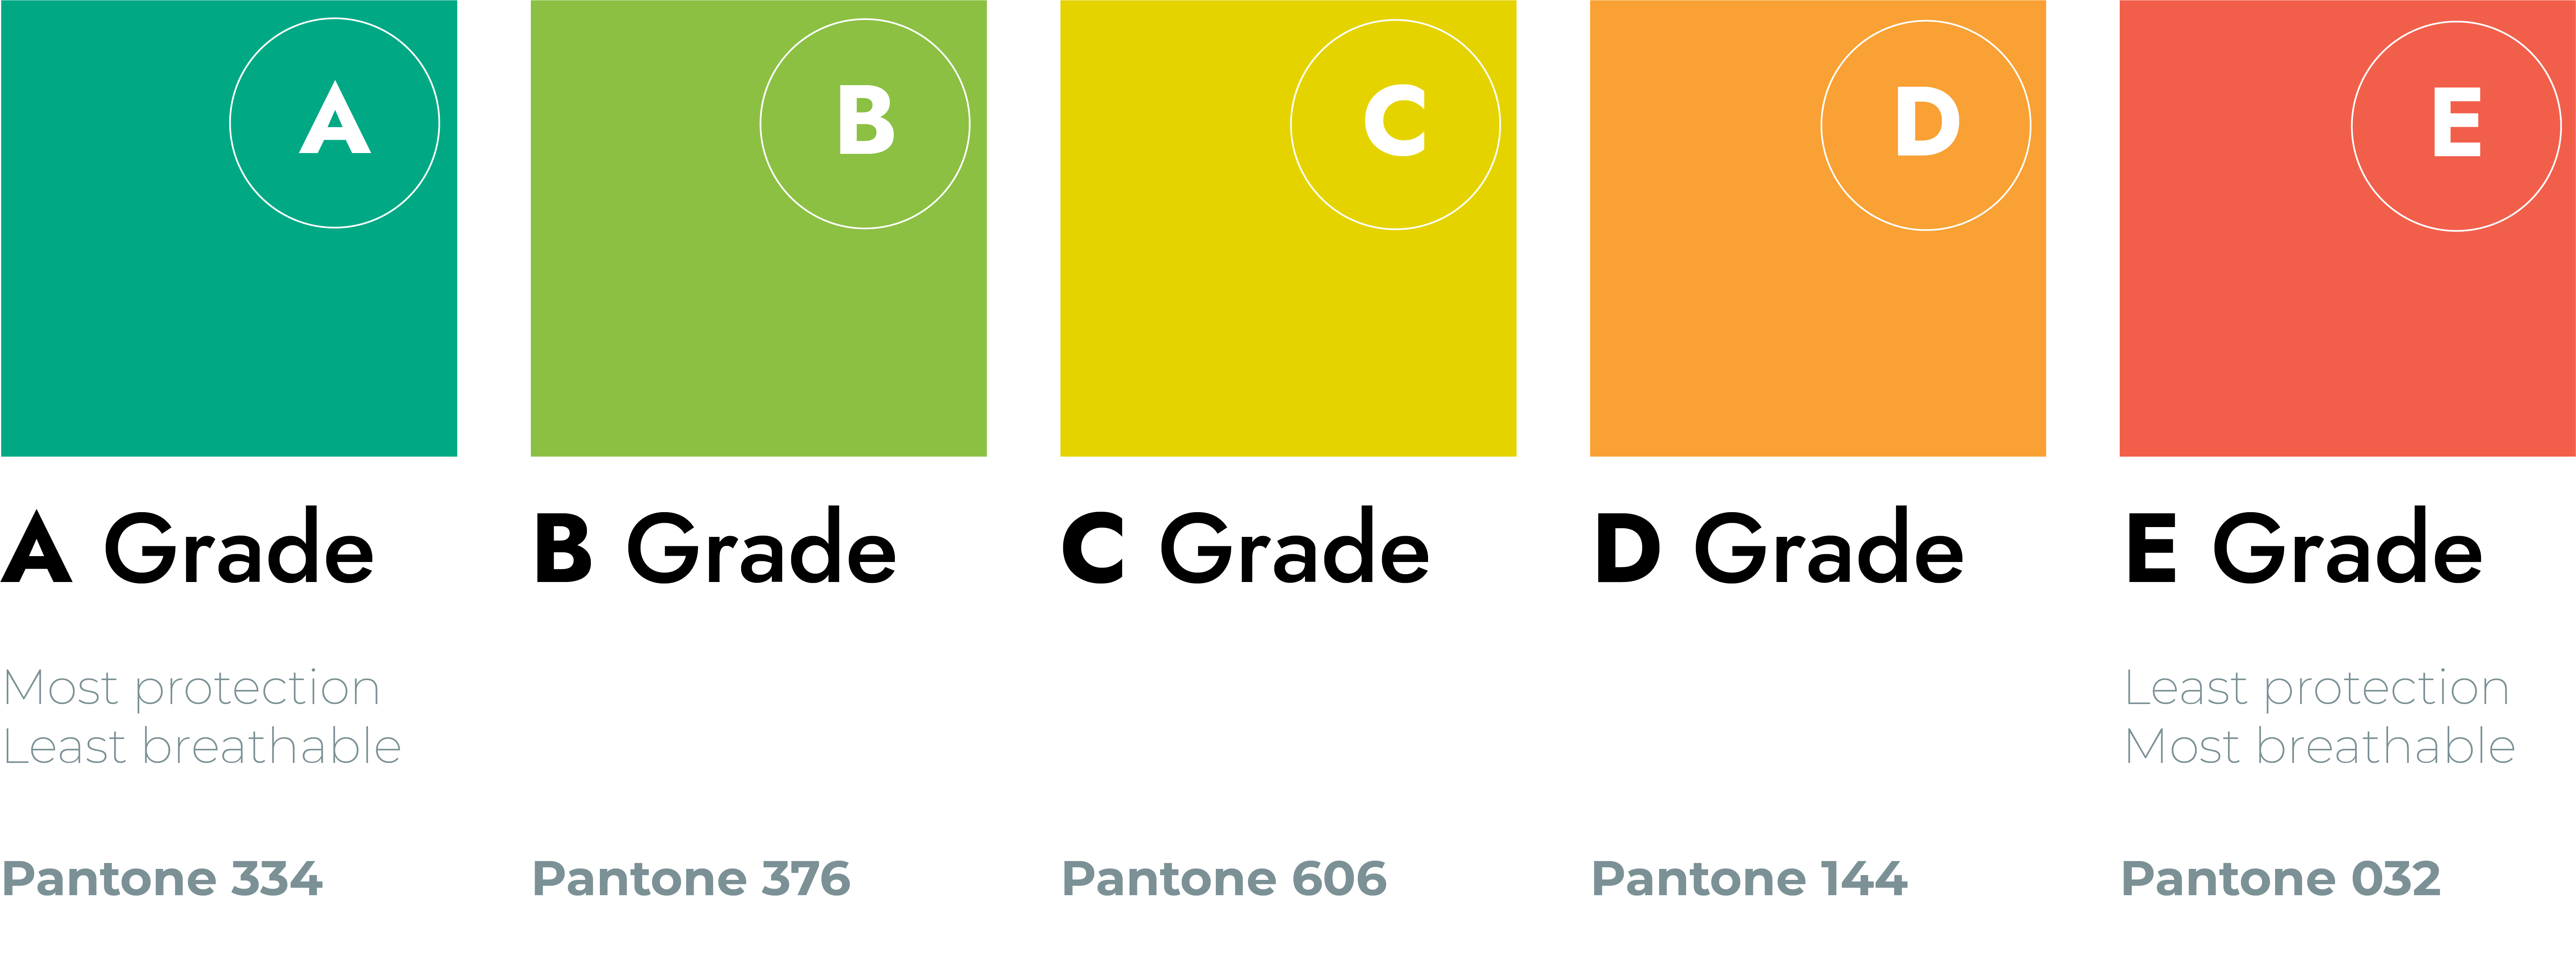 A
B
C
D
E
A Grade
B Grade
C Grade
D Grade
E Grade
Most protection
Least breathable
Least protection
Most breathable
Pantone 334
Pantone 376
Pantone 606
Pantone 144
Pantone 032